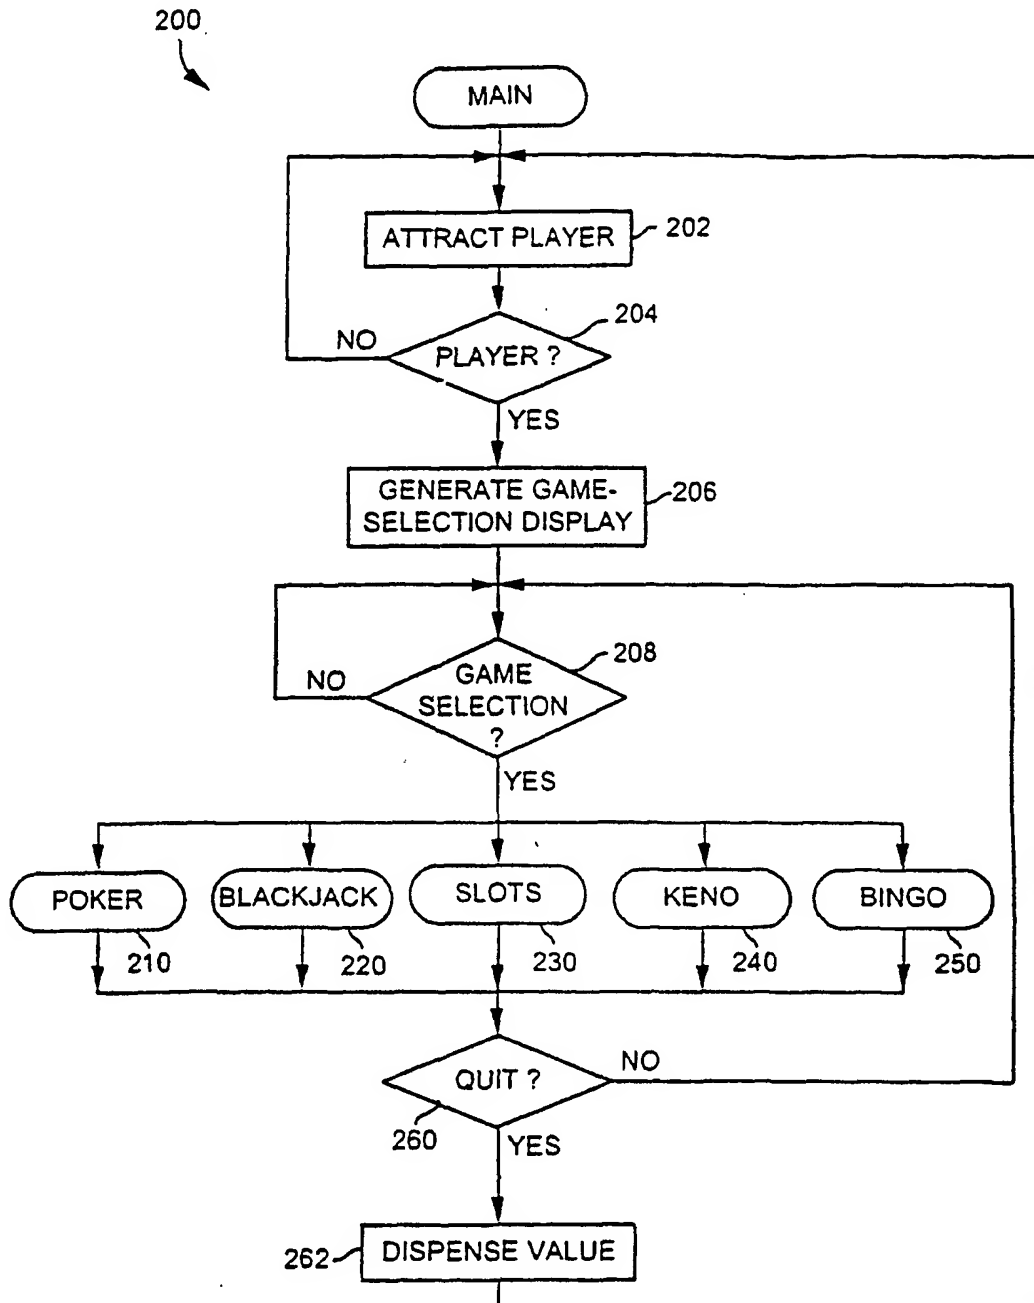 200
MAIN
ATTRACT PLAYER
202
204
NO
PLAYER ?
YES
GENERATE GAME-
SELECTION DISPLAY
206
208
NO
GAME
SELECTION
?
YES
POKER
BLACKJACK
SLOTS
KENO
BINGO
210
220
230
240
250
QUIT ?
NO
260
YES
262
DISPENSE VALUE